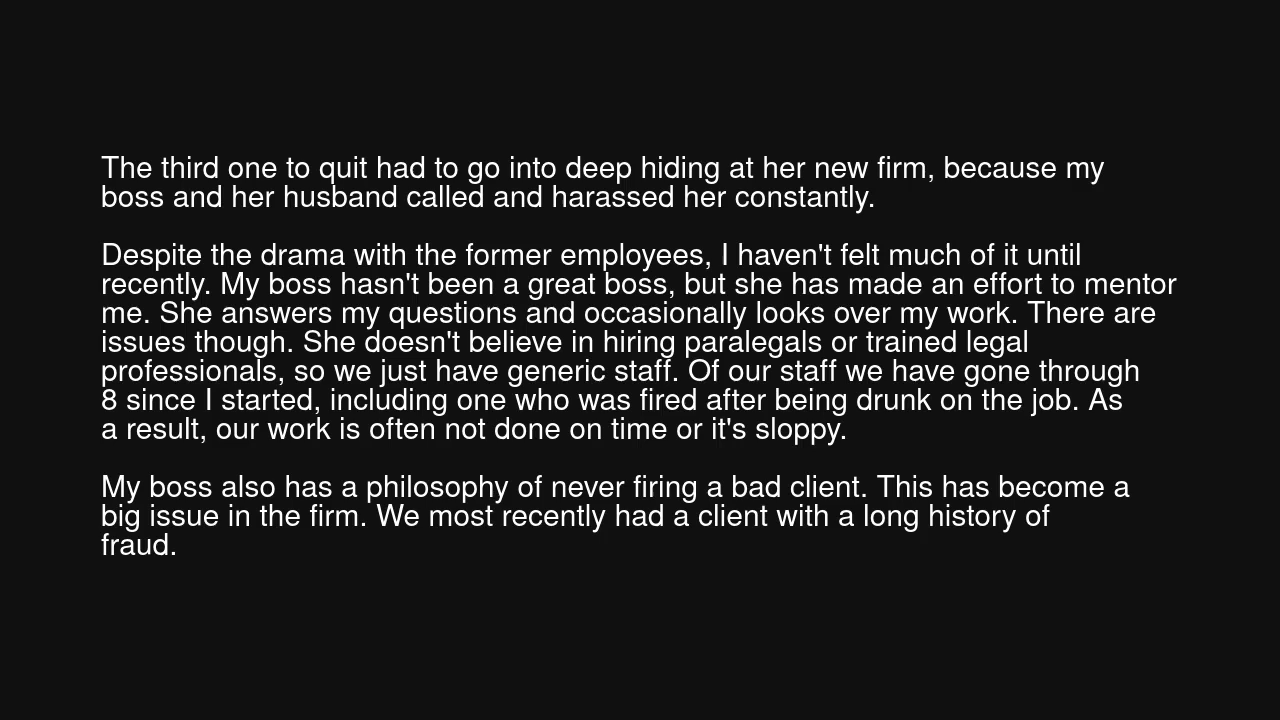 The third one to quit had to go into deep hiding at her new firm, because my
boss and her husband called and harassed her constantly.
Despite the drama with the former employees, I haven't felt much of it until
recently. My boss hasn't been a great boss, but she has made an effort to mentor
me. She answers my questions and occasionally looks over my work. There are
issues though. She doesn't believe in hiring paralegals or trained legal
professionals, so we just have generic staff. Of our staff we have gone through
8 since I started, including one who was fired after being drunk on the job. As
a result, our work is often not done on time or it's sloppy.
My boss also has a philosophy of never firing a bad client. This has become a
big issue in the firm. We most recently had a client with a long history of
fraud.